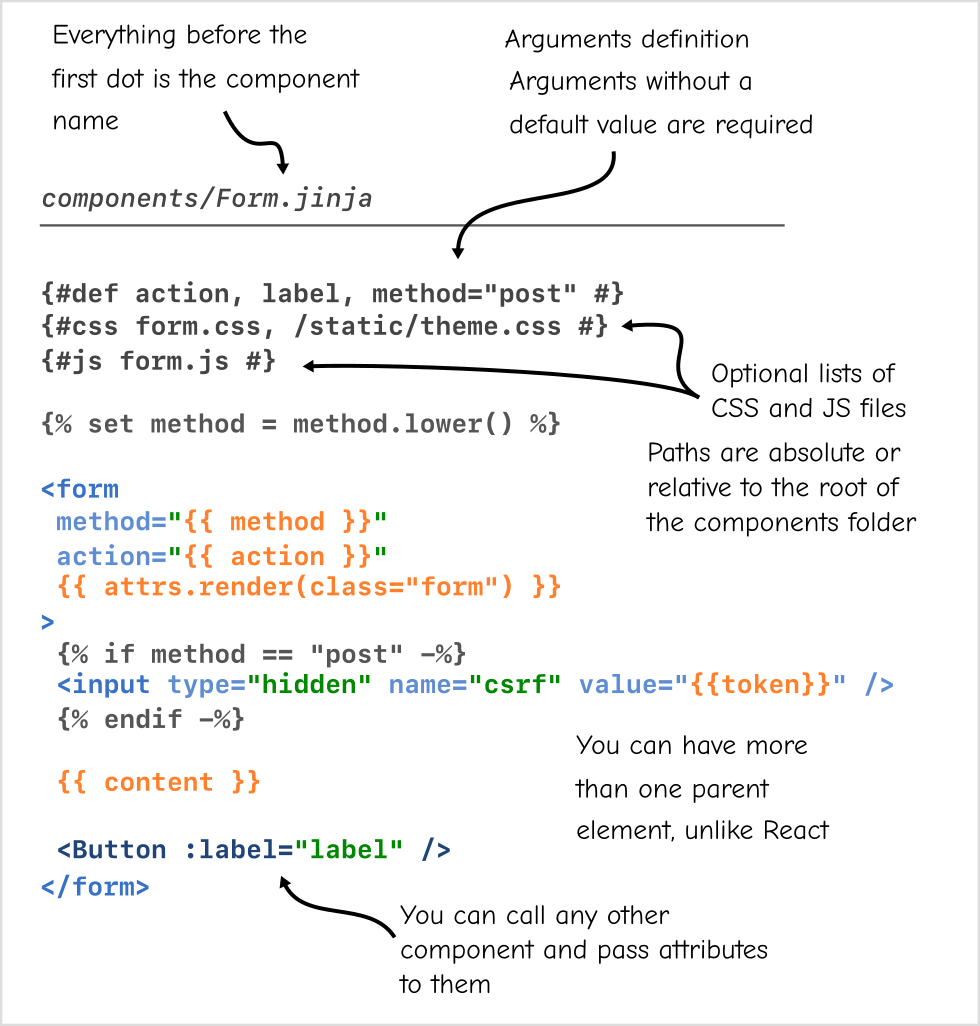 Everything before the
first dot is the component
name
Arguments definition
Arguments without a
default value are required
components/Form.jinja
{#def action, label, method="post" #}
{#css form.css, /static/theme.css #}
{#js form.js #}
Optional lists of
CSS and JS files
Paths are absolute or
relative to the root of
the components folder
{% set method = method.lower() %}
<form
method="{{ method }}"
action="{{ action }}"
{{ attrs.render(class="form") }}
>
{% if method == "post" -%}
<input type="hidden" name="csrf" value="{{token}}" />
{% endif -%}
You can have more
than one parent
element, unlike React
{{ content }}
<Button :label="label" />
</form>
You can call any other
component and pass attributes
to them